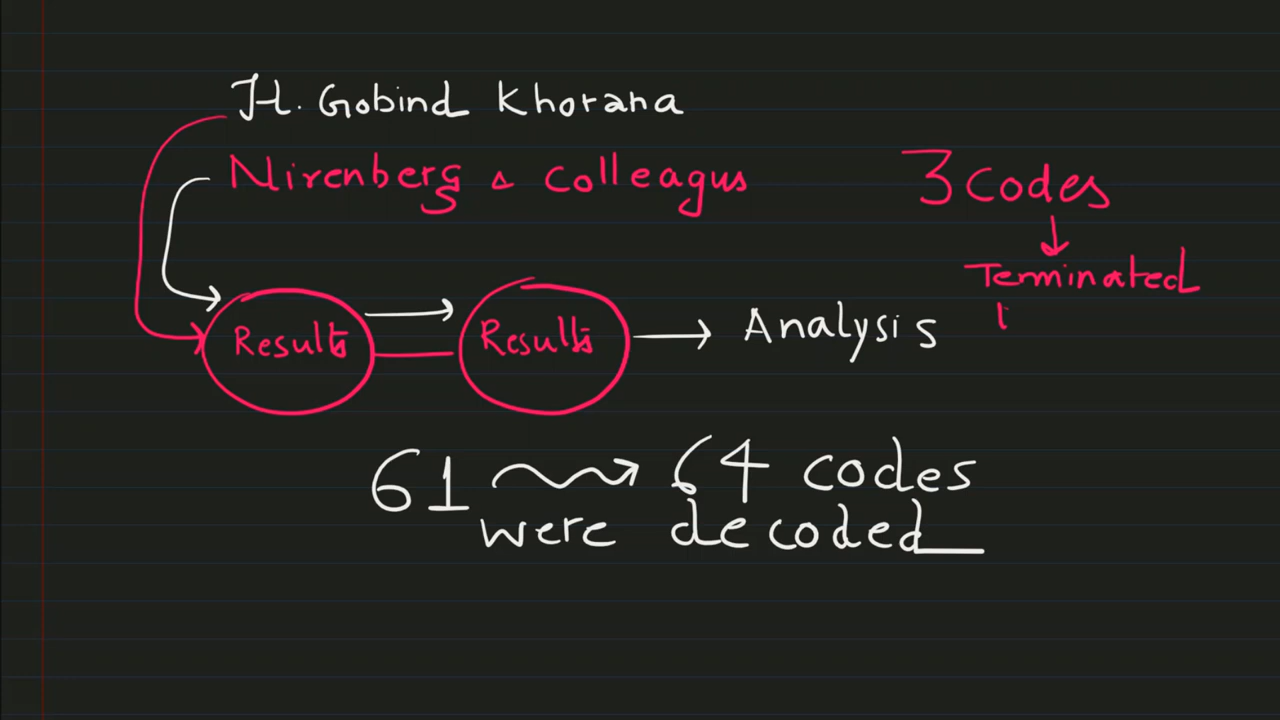 H. Gobind Khorana
Nirenberg & Colleagus
3 Codes
Terminated
Results
Results
Analysis
61 64 codes
were decoded